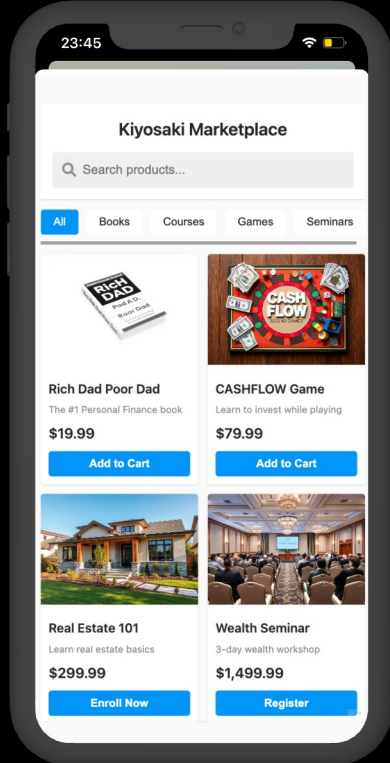 23:45
Kiyosaki Marketplace
Search products...
All Books Courses Games Seminars
RICH
DAD
Roor Dad
CASH
FLOW
Rich Dad Poor Dad
The #1 Personal Finance book
$19.99
Add to Cart
CASHFLOW Game
Learn to invest while playing
$79.99
Add to Cart
Real Estate 101
Learn real estate basics
$299.99
Enroll Now
Wealth Seminar
3-day wealth workshop
$1,499.99
Register